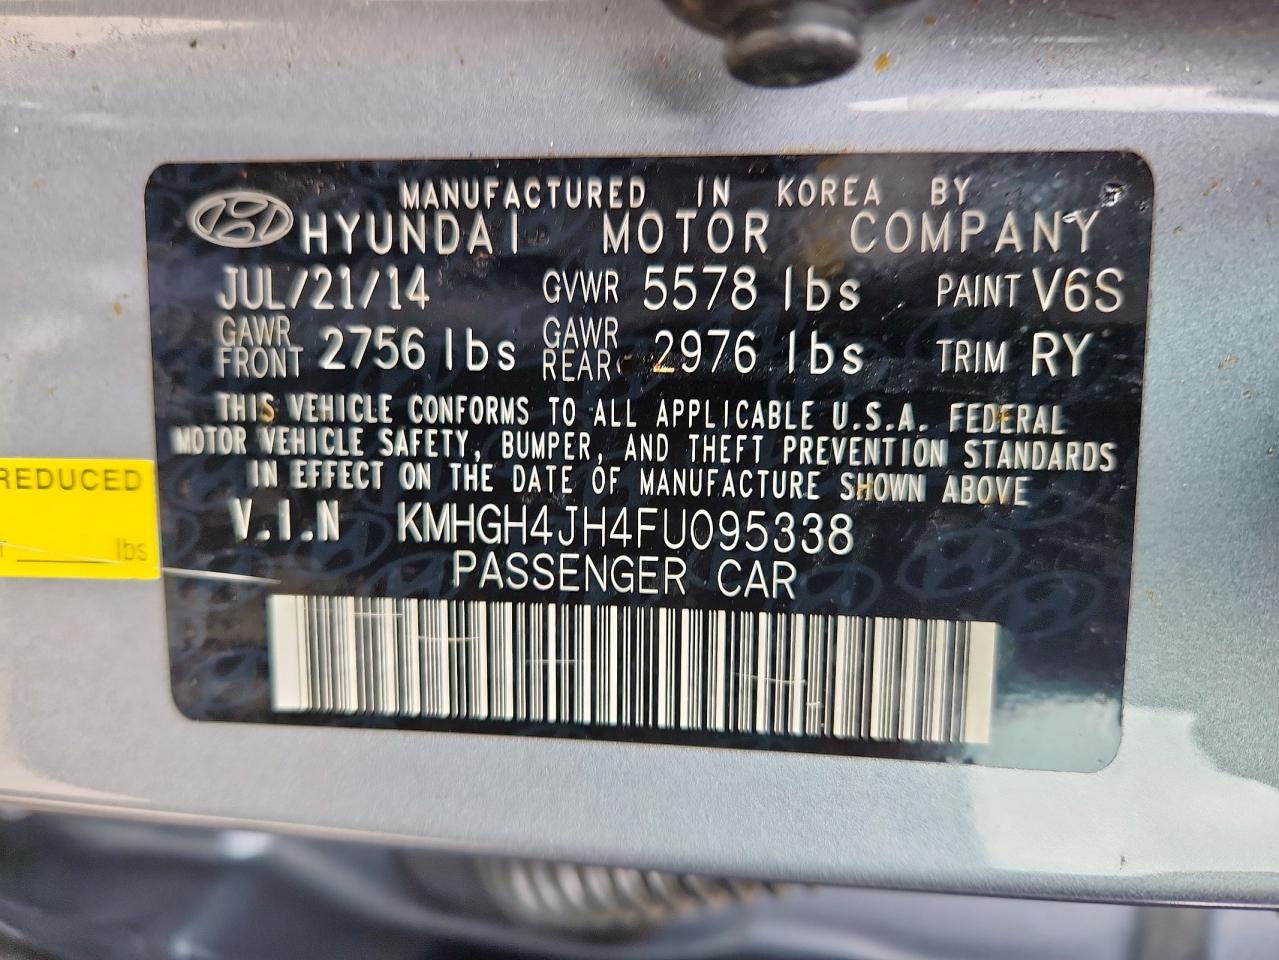 MANUFACTURED IN KOREA BY
HYUNDAI MOTOR COMPANY
JUL/21/14 GVWR 5578 lbs PAINT V6S
GAWR FRONT 2756 lbs GAWR REAR 2976 lbs TRIM RY
THIS VEHICLE CONFORMS TO ALL APPLICABLE U.S.A. FEDERAL
MOTOR VEHICLE SAFETY, BUMPER, AND THEFT PREVENTION STANDARDS
IN EFFECT ON THE DATE OF MANUFACTURE SHOWN ABOVE
V.I.N KMHGH4JH4FU095338
PASSENGER CAR
REDUCED
lbs